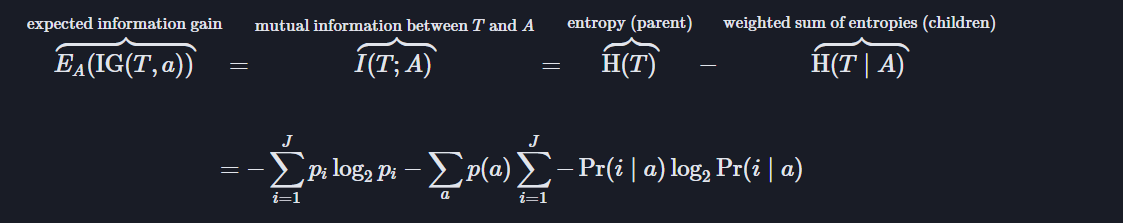 expected information gain mutual information between T and A entropy (parent) weighted sum of entropies (children)
E_A(IG(T, a)) = I(T; A) = H(T) − H(T | A)
= − ∑_{i=1}^{J} p_i log_2 p_i − ∑_a p(a) ∑_{i=1}^{J} − Pr(i | a) log_2 Pr(i | a)